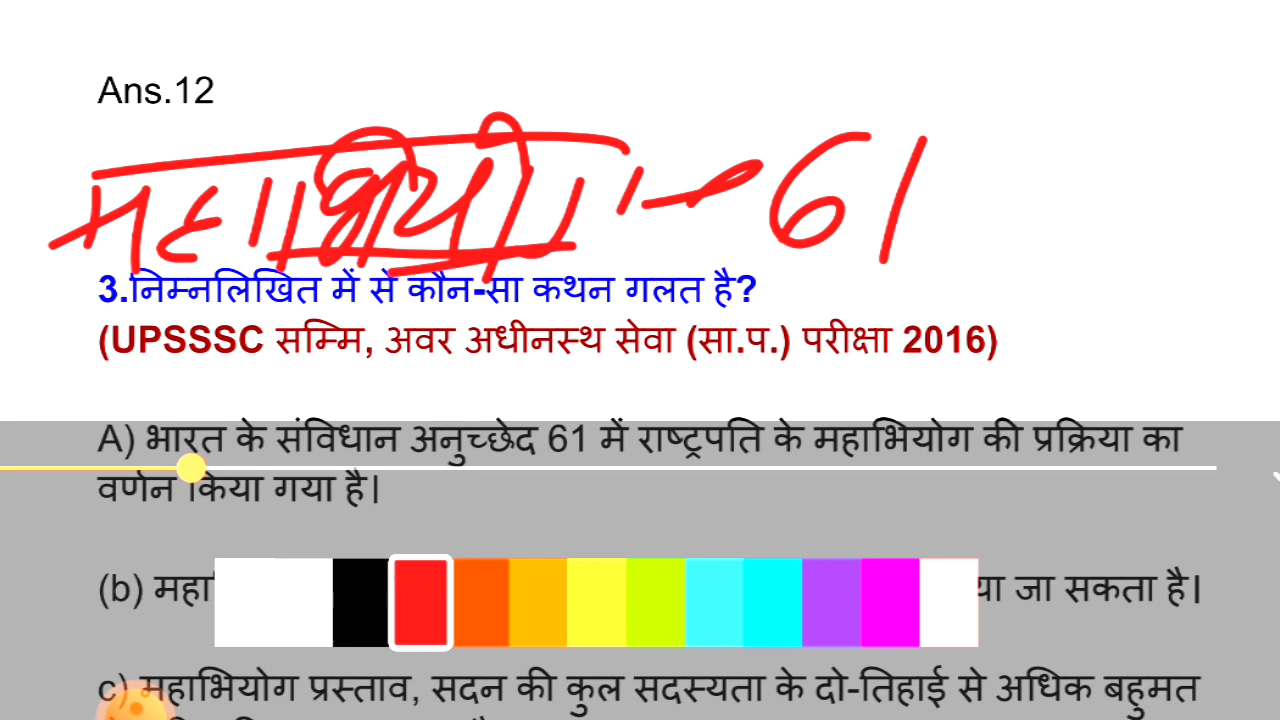 Ans.12
महाभियोग - 61
3.निम्नलिखित में से कौन-सा कथन गलत है?
(UPSSSC सम्मि, अवर अधीनस्थ सेवा (सा.प.) परीक्षा 2016)
A) भारत के संविधान अनुच्छेद 61 में राष्ट्रपति के महाभियोग की प्रक्रिया का
वर्णन किया गया है।
(b) जा सकता है।
c) महाभियोग प्रस्ताव, सदन की कुल सदस्यता के दो-तिहाई से अधिक बहुमत